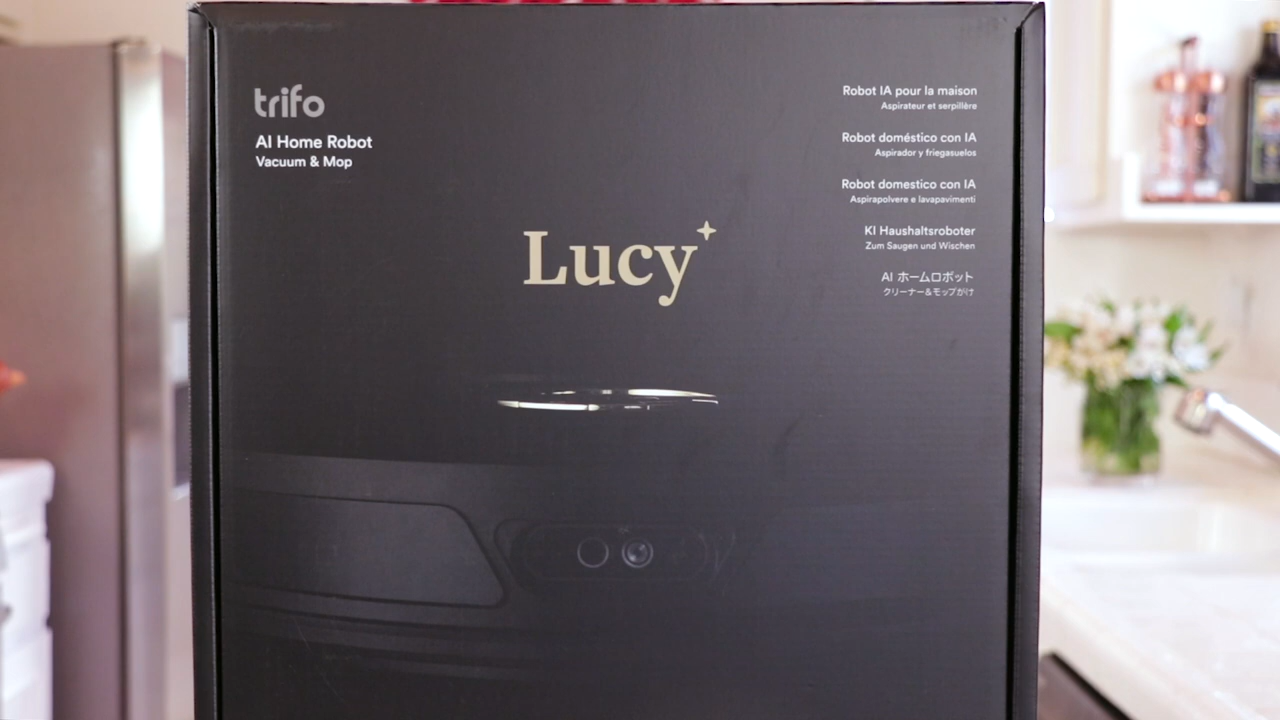 trifo
AI Home Robot
Vacuum & Mop
Robot IA pour la maison
Aspirateur et serpillère
Robot doméstico con IA
Aspirador y friegasuelos
Robot domestico con IA
Aspirapolvere e lavapavimenti
KI Haushaltsroboter
Zum Saugen und Wischen
AI ホームロボット
クリーナー&モップがけ
Lucy